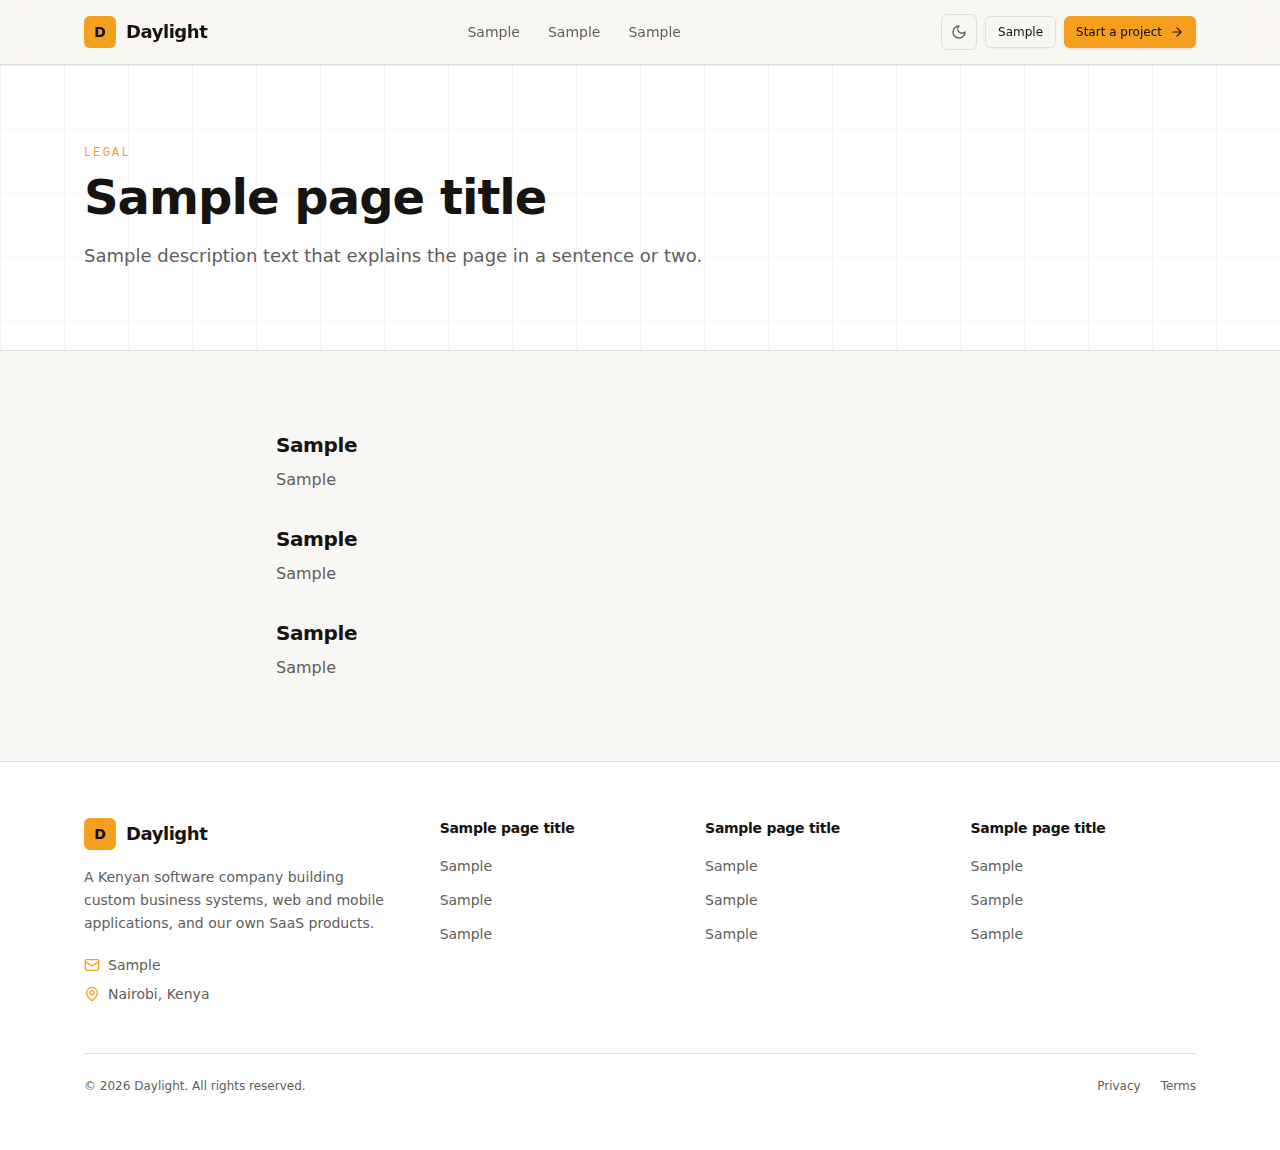 D Daylight
Sample Sample Sample
Sample
Start a project
LEGAL
Sample page title
Sample description text that explains the page in a sentence or two.
Sample
Sample
Sample
Sample
Sample
Sample
D Daylight
A Kenyan software company building
custom business systems, web and mobile
applications, and our own SaaS products.
Sample
Nairobi, Kenya
Sample page title
Sample
Sample
Sample
Sample page title
Sample
Sample
Sample
Sample page title
Sample
Sample
Sample
© 2026 Daylight. All rights reserved.
Privacy Terms